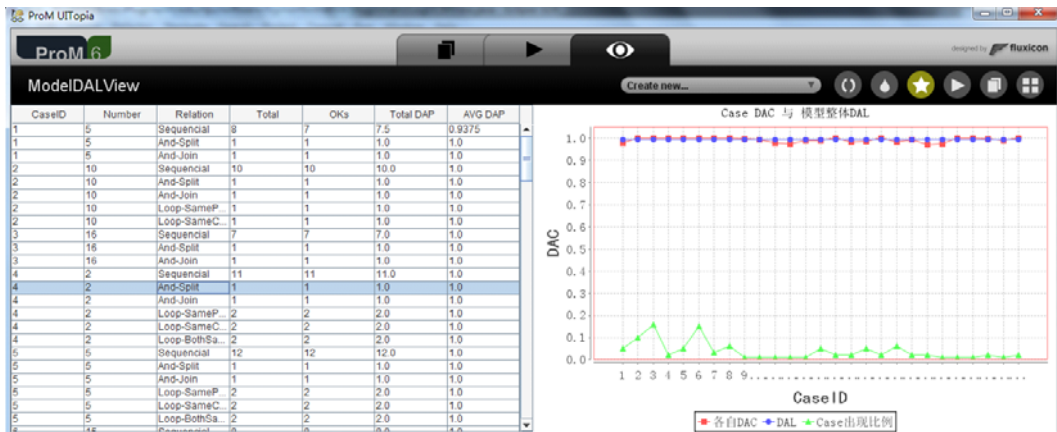 ProM UITopia
ProM 6
designed by fluxicon
ModelDALView
Create new...
CaseID Number Relation Total OKs Total DAP AVG DAP
1 5 Sequencial 8 7 7.5 0.9375
1 5 And-Split 1 1 1.0 1.0
1 5 And-Join 1 1 1.0 1.0
2 10 Sequencial 10 10 10.0 1.0
2 10 And-Split 1 1 1.0 1.0
2 10 And-Join 1 1 1.0 1.0
2 10 Loop-SameP... 1 1 1.0 1.0
2 10 Loop-SameC... 1 1 1.0 1.0
3 16 Sequencial 7 7 7.0 1.0
3 16 And-Split 1 1 1.0 1.0
3 16 And-Join 1 1 1.0 1.0
4 2 Sequencial 11 11 11.0 1.0
4 2 And-Split 1 1 1.0 1.0
4 2 And-Join 1 1 1.0 1.0
4 2 Loop-SameP... 2 2 2.0 1.0
4 2 Loop-SameC... 2 2 2.0 1.0
4 2 Loop-BothSa... 2 2 2.0 1.0
5 5 Sequencial 12 12 12.0 1.0
5 5 And-Split 1 1 1.0 1.0
5 5 And-Join 1 1 1.0 1.0
5 5 Loop-SameP... 2 2 2.0 1.0
5 5 Loop-SameC... 2 2 2.0 1.0
5 5 Loop-BothSa... 2 2 2.0 1.0
Case DAC 与 模型整体DAL
1.0
0.9
0.8
0.7
0.6
0.5
0.4
0.3
0.2
0.1
0.0
DAC
1 2 3 4 5 6 7 8 9...
CaseID
各自DAC DAL Case出现比例